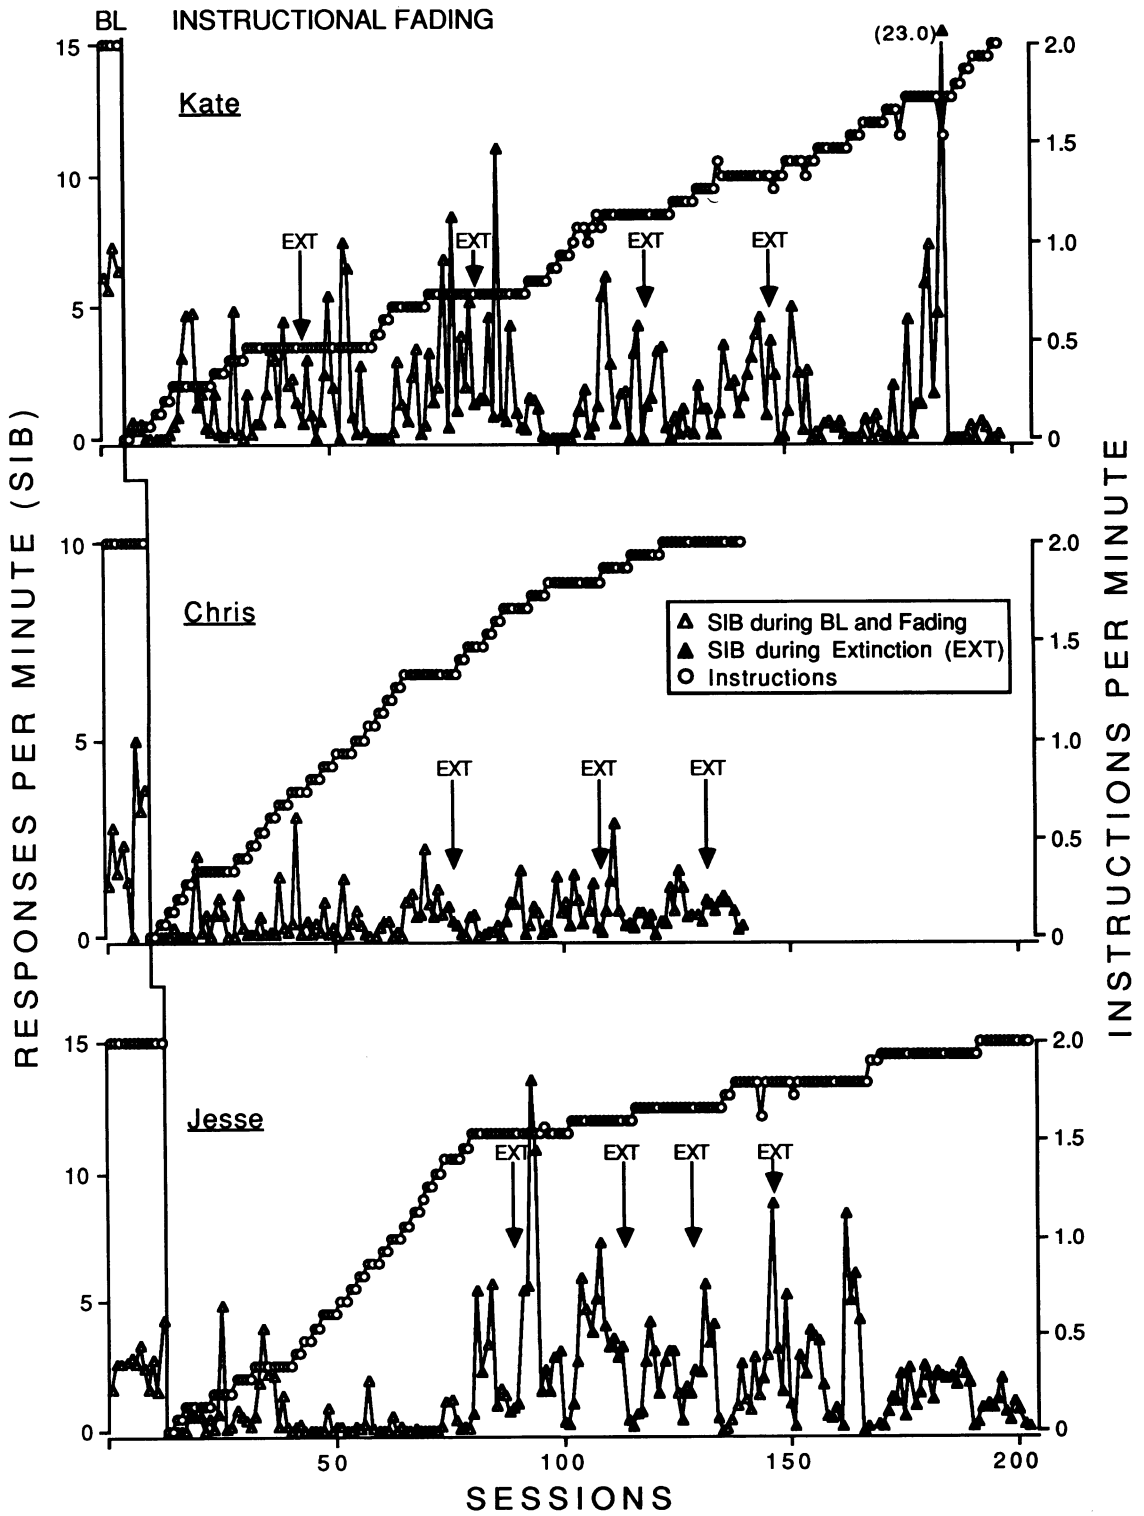 BL INSTRUCTIONAL FADING
(23.0)
15 2.0
Kate
1.5
10
EXT EXT EXT EXT 1.0
5
0.5
0 0
RESPONSES PER MINUTE (SIB)
INSTRUCTIONS PER MINUTE
10 2.0
Chris
△ SIB during BL and Fading
▲ SIB during Extinction (EXT)
○ Instructions
1.5
5 1.0
EXT EXT EXT
0.5
0 0
15 2.0
Jesse
1.5
EXT EXT EXT EXT
10
1.0
5
0.5
0 0
50 100 150 200
SESSIONS